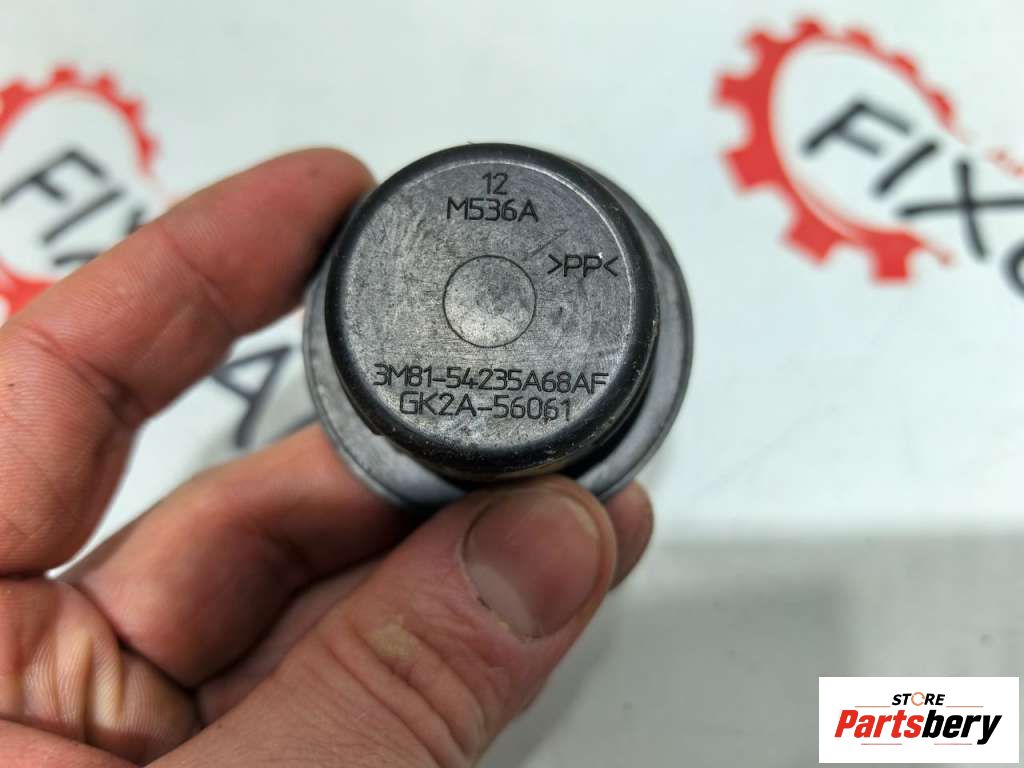 12
M536A
>PP<
3M81-54235A68AF
GK2A-56061
FIX
FIX
A
STORE
Partsbery